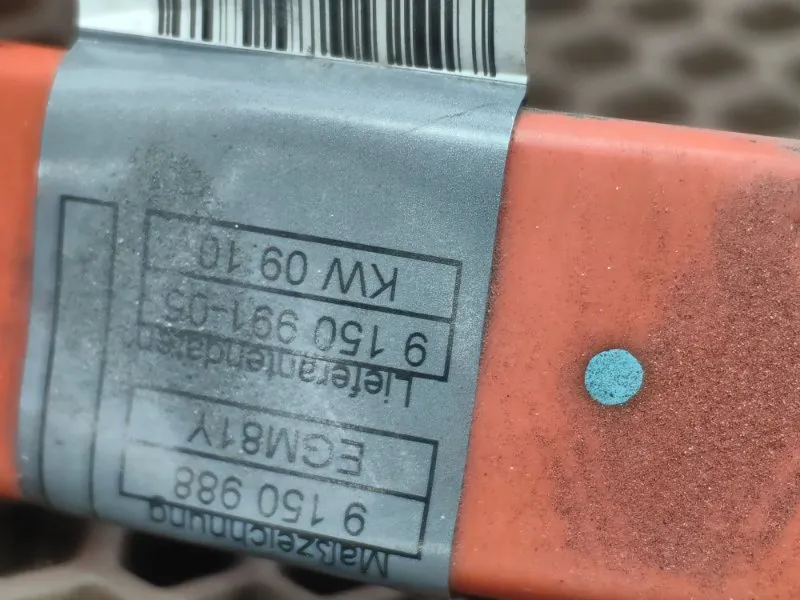 Maßzeichnung
9 150 988
EGM81Y
Lieferantendaten
9 150 991-05
KW 09.10